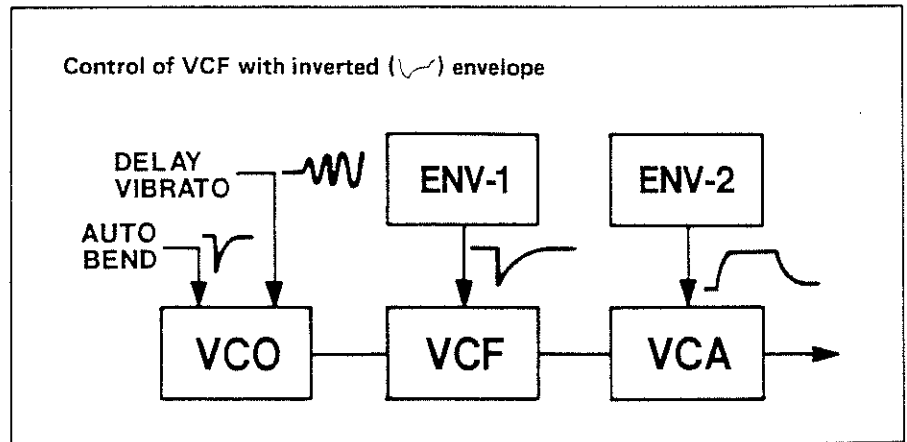 Control of VCF with inverted ( ) envelope
DELAY
VIBRATO
ENV-1
ENV-2
AUTO
BEND
VCO
VCF
VCA